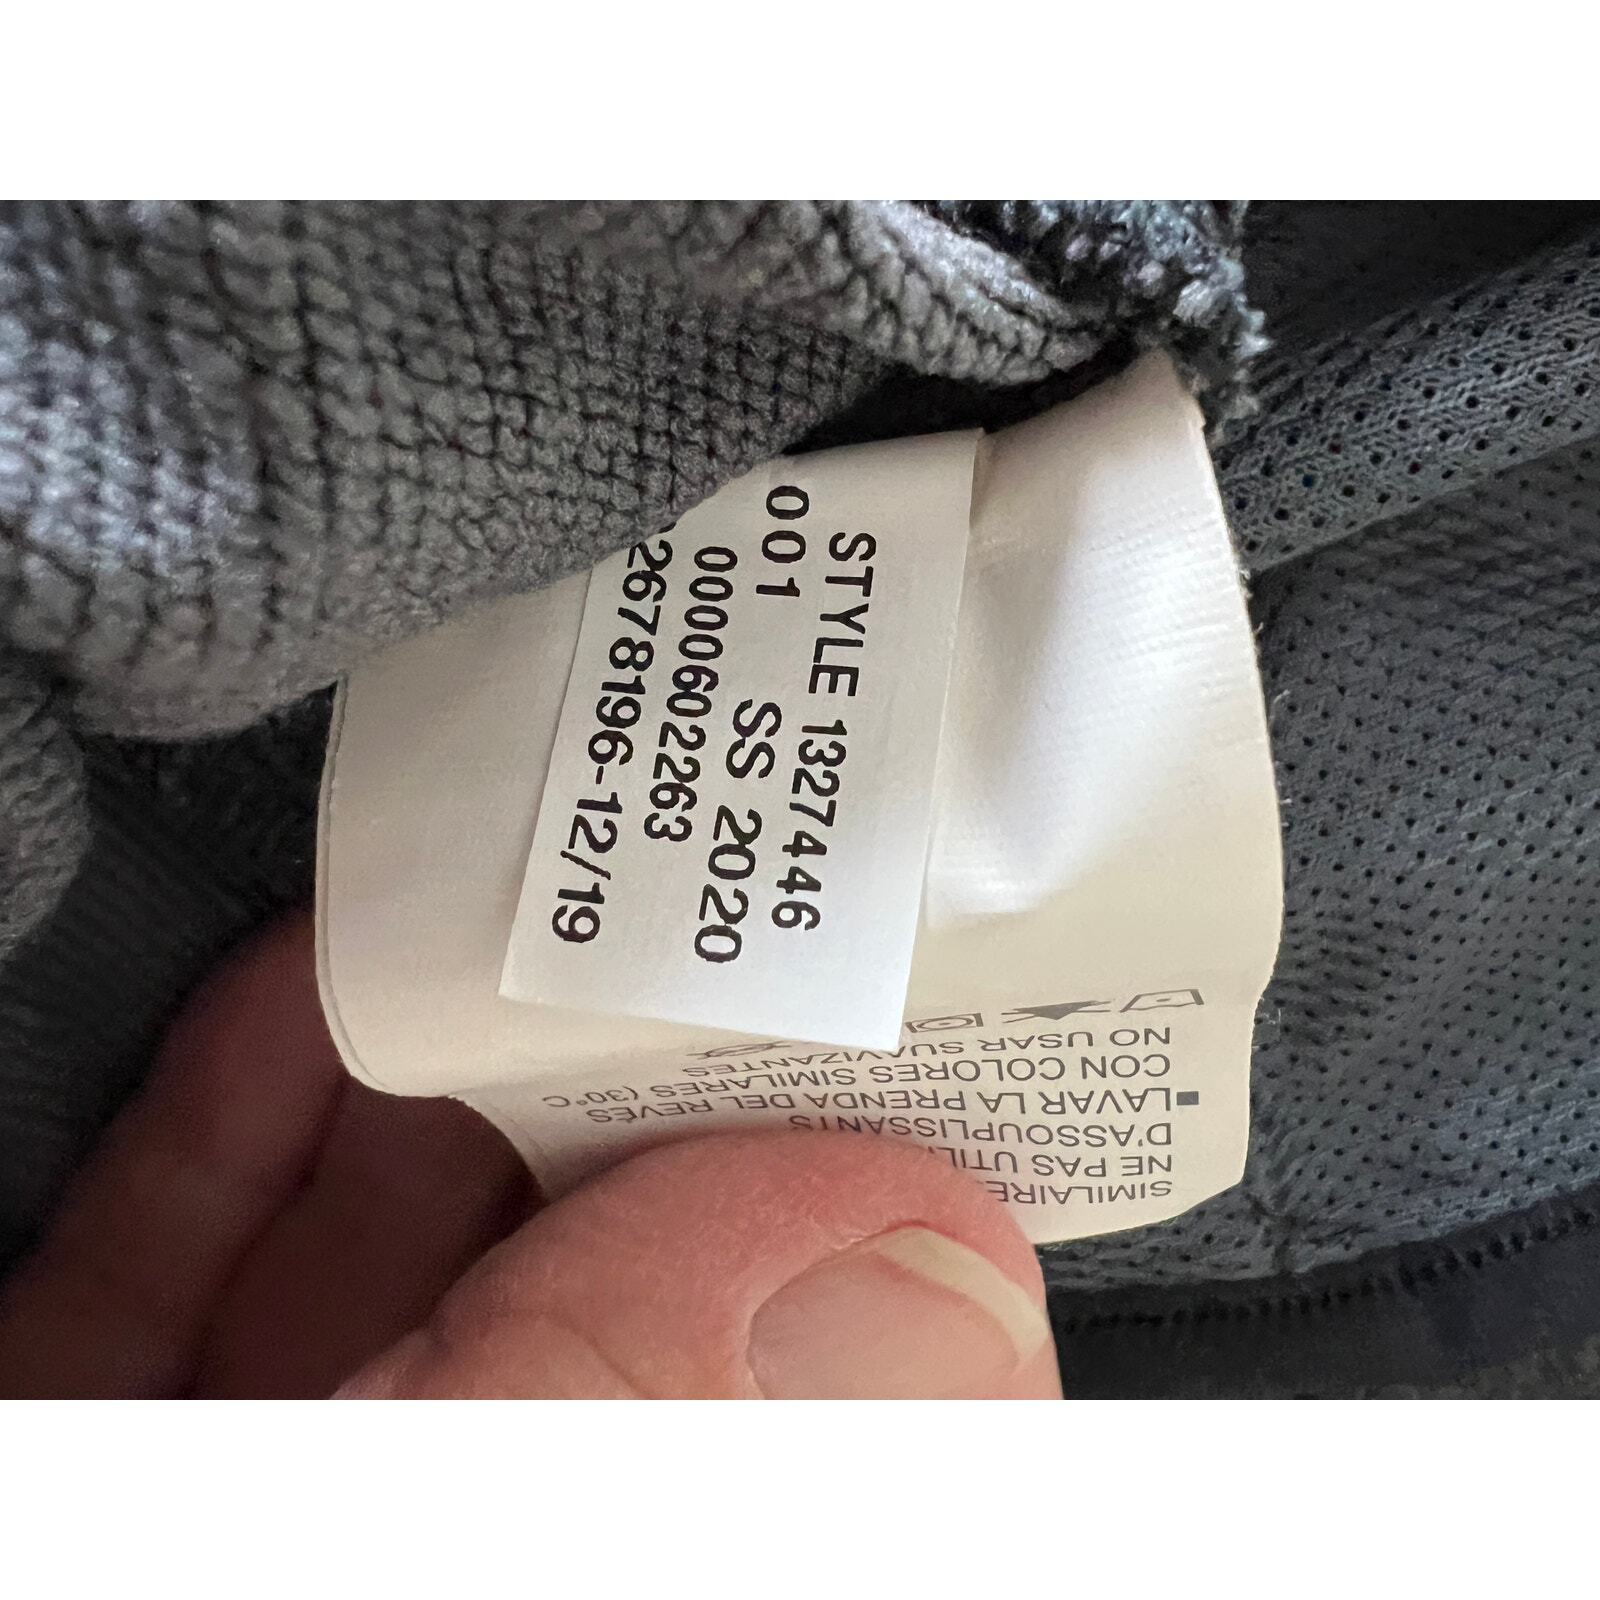 STYLE 1327446
001 SS 2020
0000602263
2678196-12/19
SIMILAIRE
NE PAS
D'ASSOUPLISSANTS
■LAVAR LA PRENDA DEL REVES
CON COLORES SIMILARES (30°C
NO USAR SUAVIZANTES